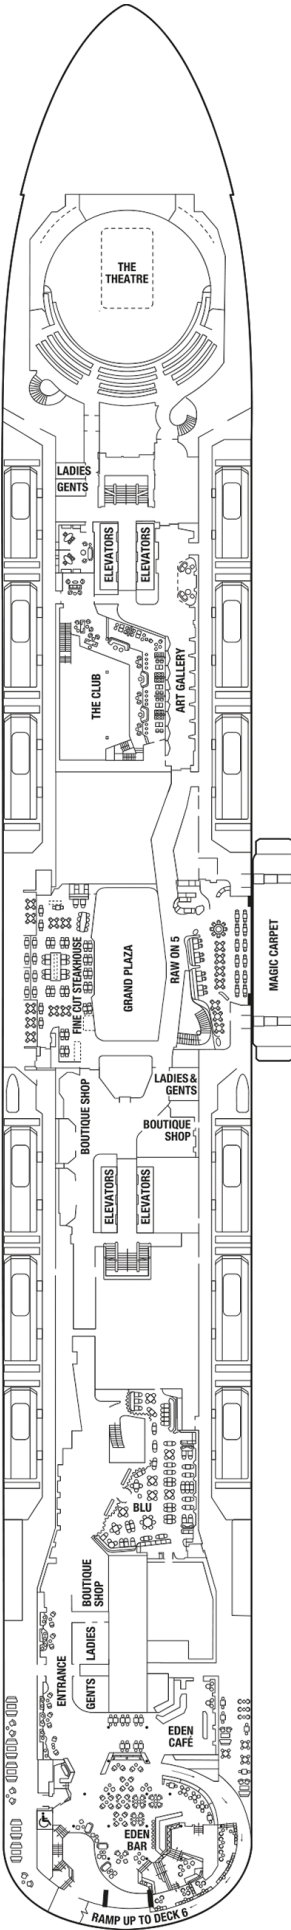 THE
THEATRE
LADIES
GENTS
ELEVATORS
ELEVATORS
THE CLUB
ART GALLERY
MAGIC CARPET
FINE CUT STEAKHOUSE
GRAND PLAZA
RAW ON 5
LADIES &
GENTS
BOUTIQUE SHOP
BOUTIQUE
SHOP
ELEVATORS
ELEVATORS
BLU
BOUTIQUE
SHOP
LADIES
ENTRANCE
GENTS
EDEN
CAFÉ
EDEN
BAR
RAMP UP TO DECK 6